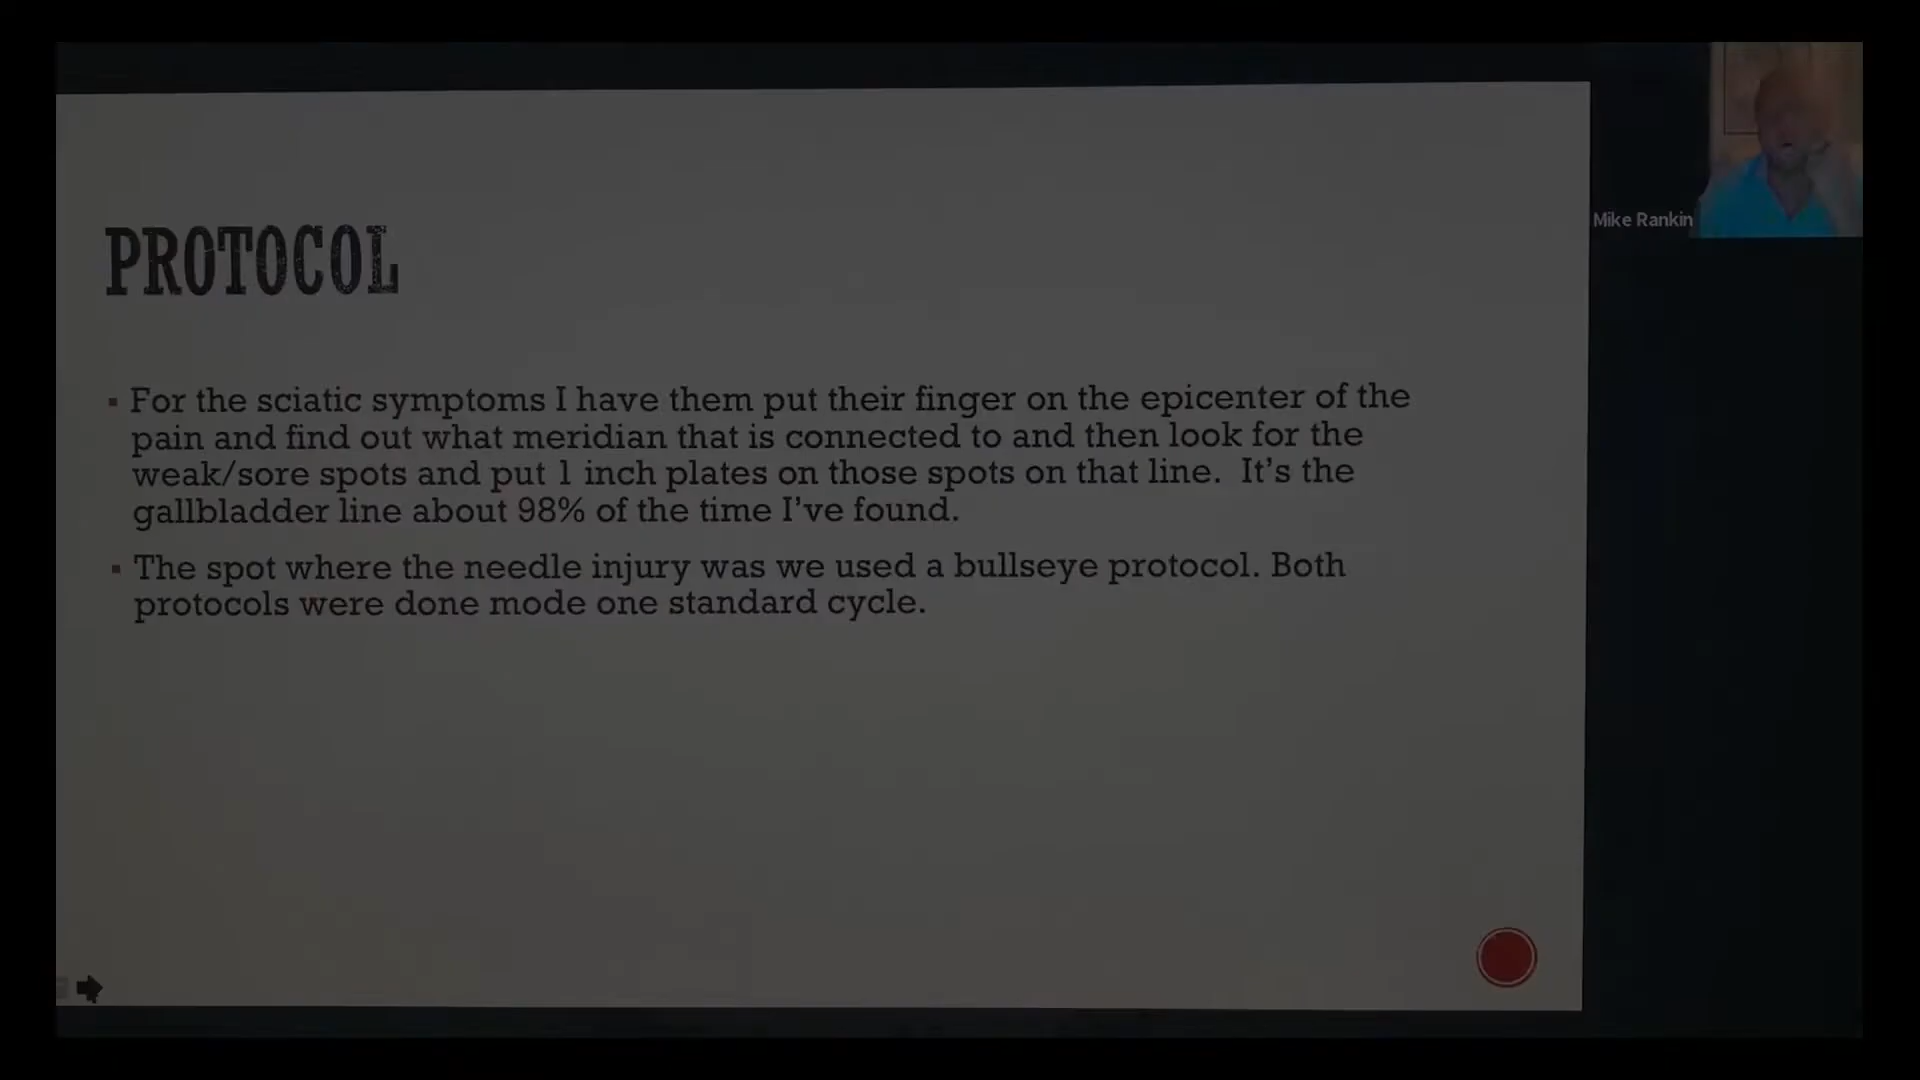 PROTOCOL
Mike Rankin
▪ For the sciatic symptoms I have them put their finger on the epicenter of the
pain and find out what meridian that is connected to and then look for the
weak/sore spots and put 1 inch plates on those spots on that line.  It's the
gallbladder line about 98% of the time I've found.
▪ The spot where the needle injury was we used a bullseye protocol. Both
protocols were done mode one standard cycle.